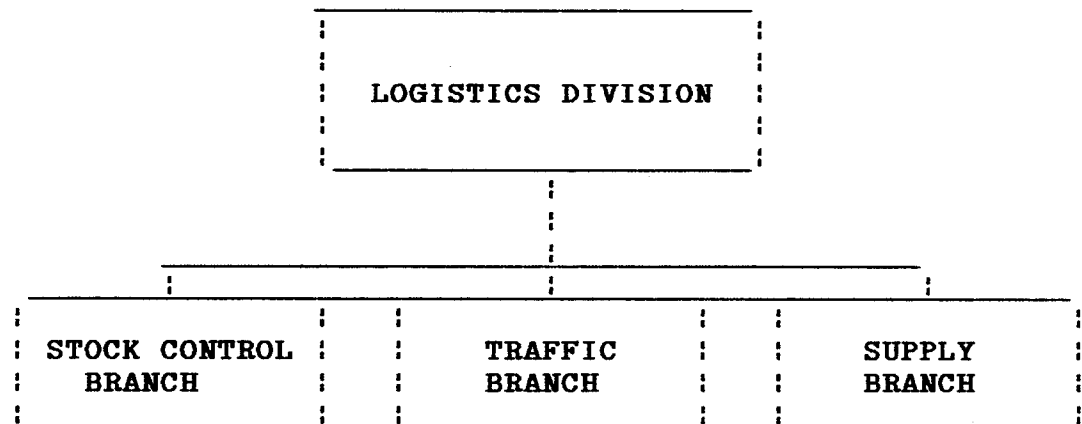 LOGISTICS DIVISION
STOCK CONTROL
BRANCH
TRAFFIC
BRANCH
SUPPLY
BRANCH